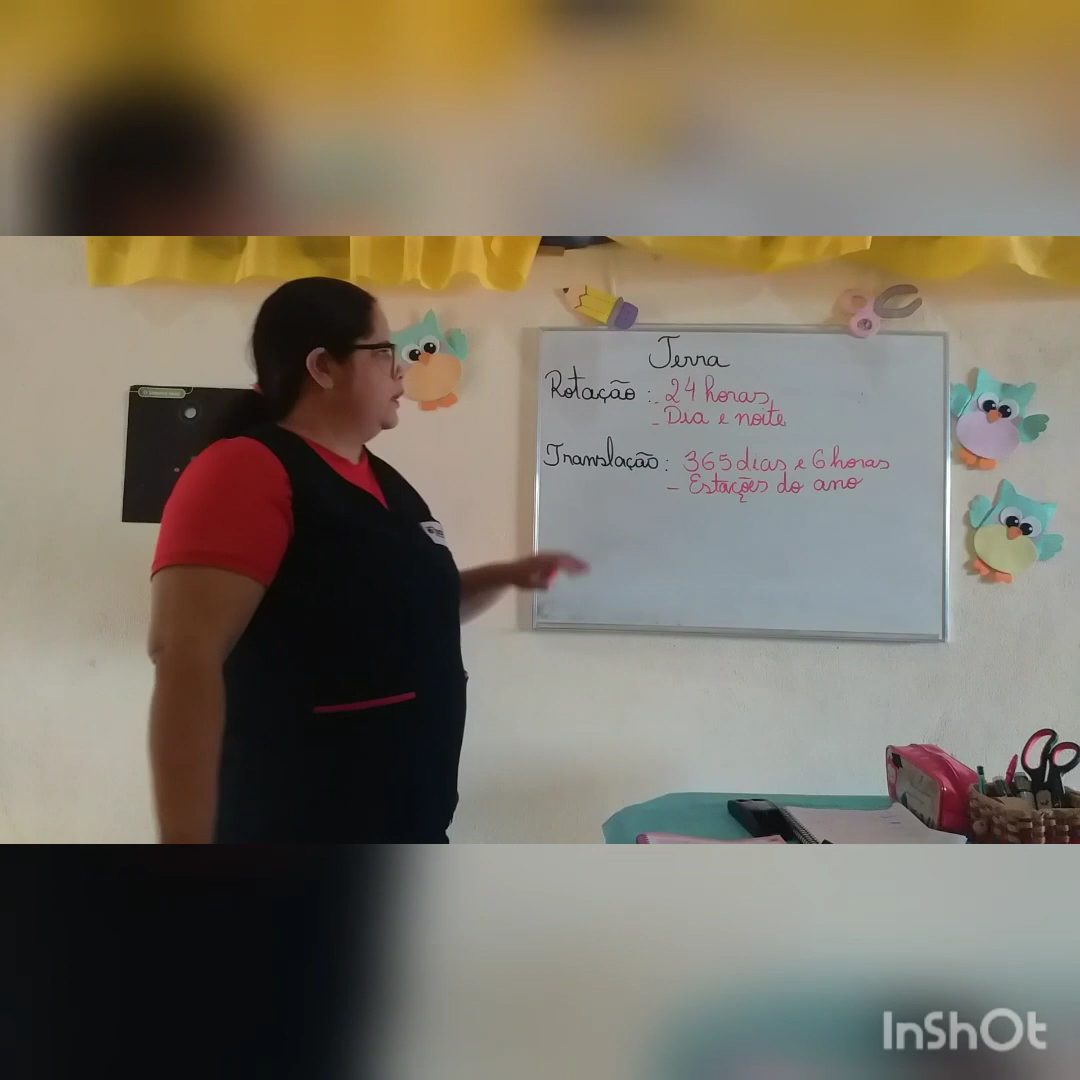 Terra
Rotação: - 24 horas
- Dia e noite
Translação: 365 dias e 6 horas
- Estações do ano
InShOt